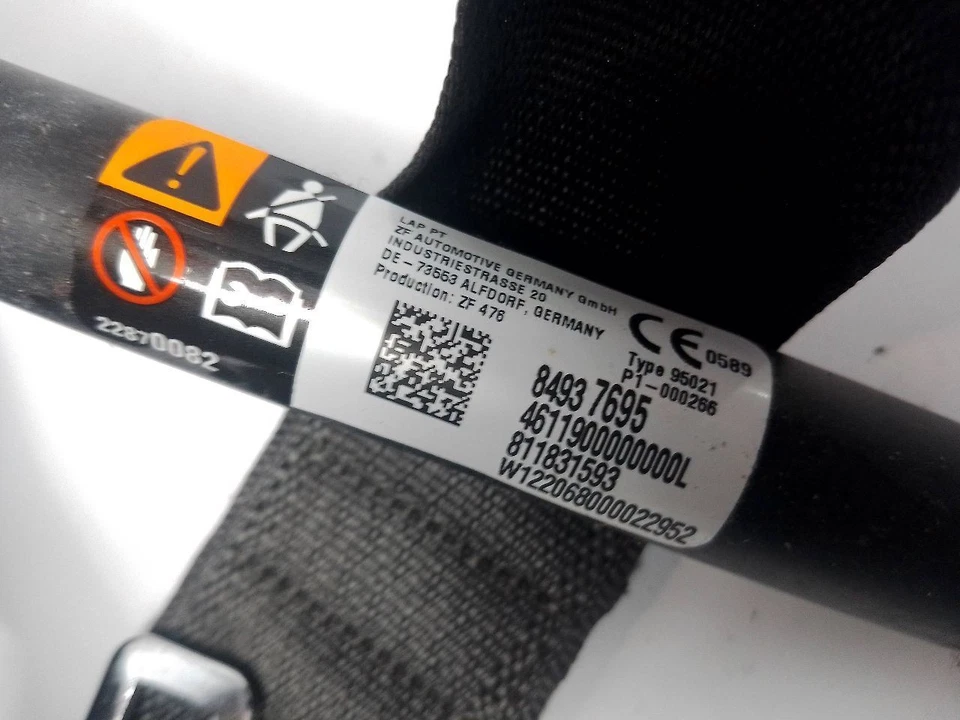 22870082
LAP PT
ZF AUTOMOTIVE GERMANY GmbH
INDUSTRIESTRASSE 20
DE-73553 ALFDORF, GERMANY
Production: ZF 476
CE 0589
Type 95021
P1-000266
8493 7695
4611900000000L
811831593
W122068000022952